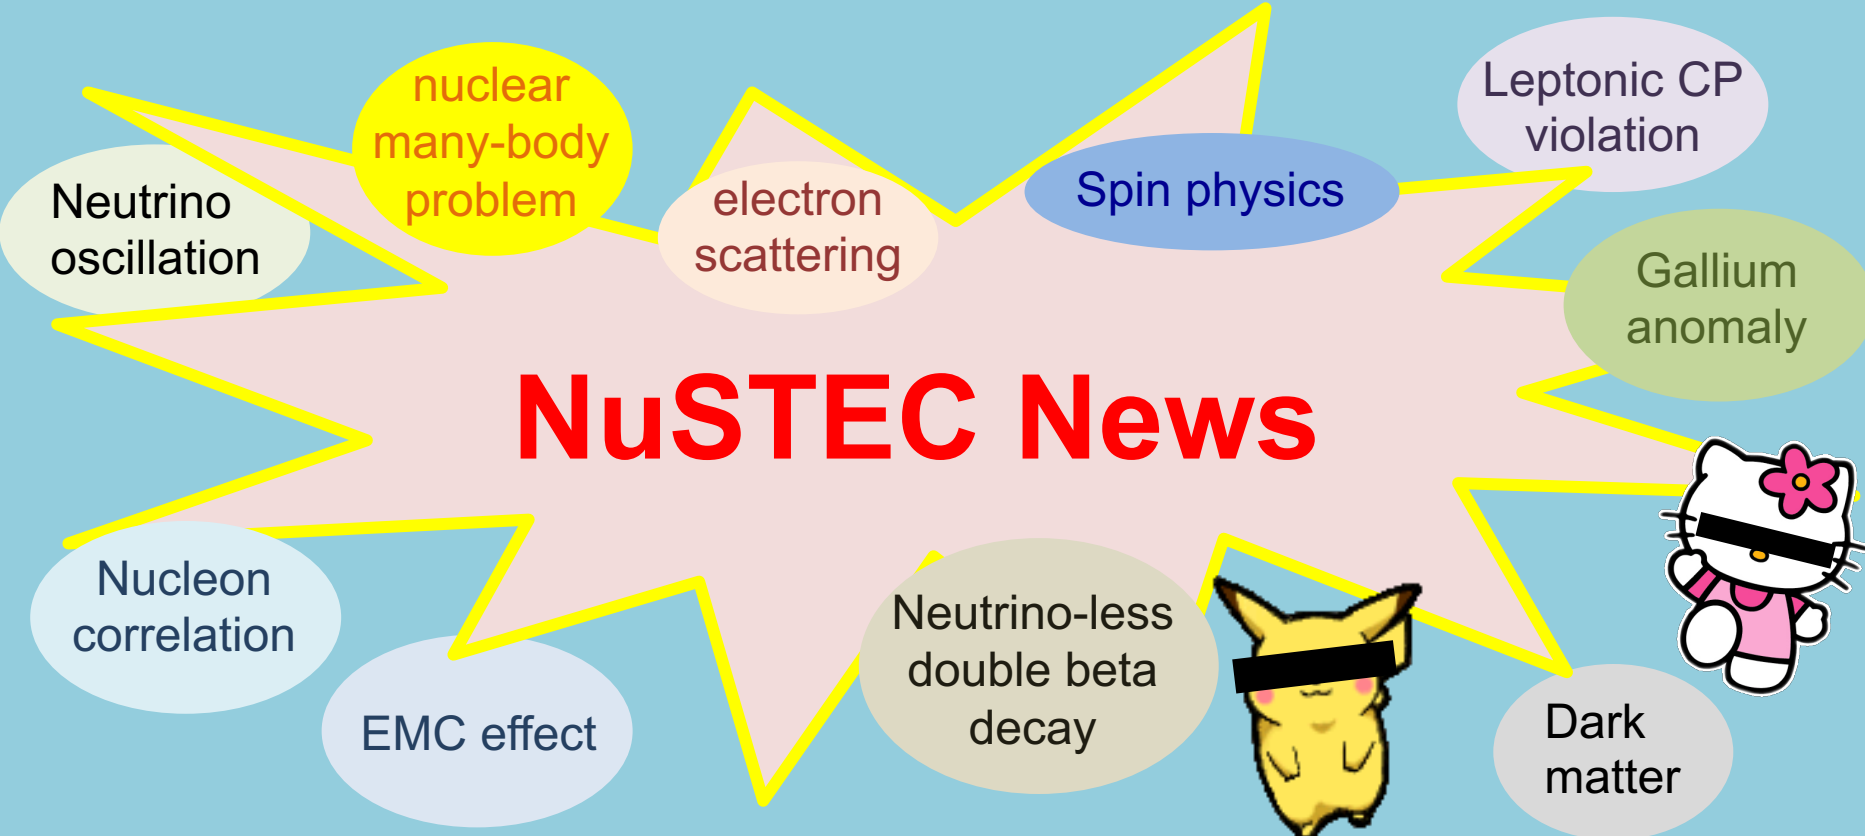 nuclear
many-body
problem
Leptonic CP
violation
Neutrino
oscillation
electron
scattering
Spin physics
Gallium
anomaly
NuSTEC News
Nucleon
correlation
EMC effect
Neutrino-less
double beta
decay
Dark
matter